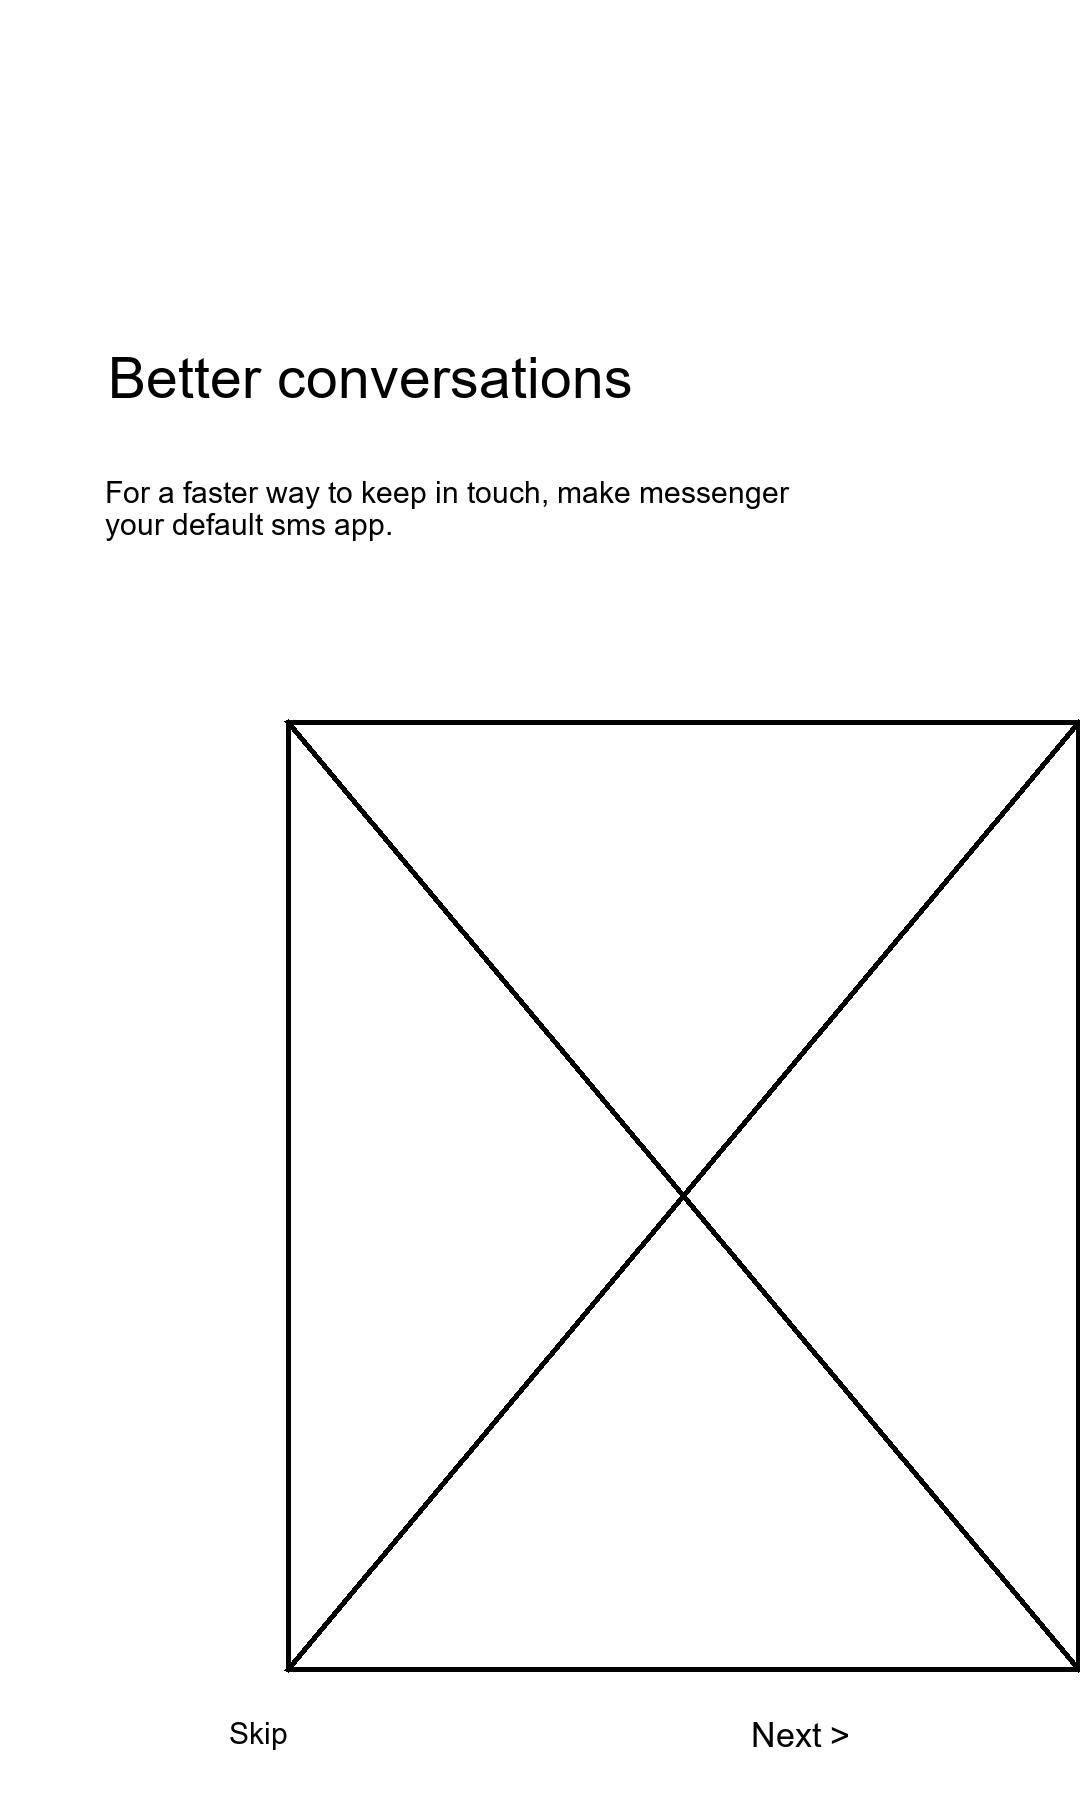 Better conversations
For a faster way to keep in touch, make messenger
your default sms app.
Skip
Next >